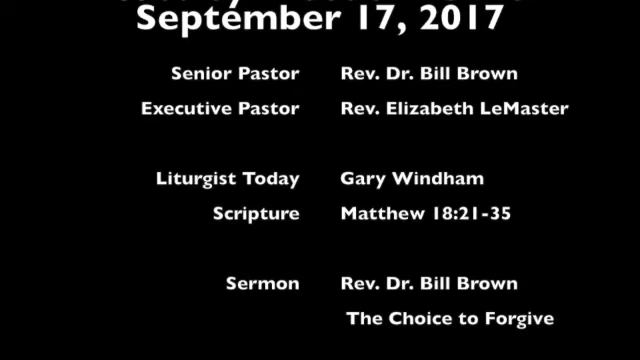 September 17, 2017
Senior Pastor Rev. Dr. Bill Brown
Executive Pastor Rev. Elizabeth LeMaster
Liturgist Today Gary Windham
Scripture Matthew 18:21-35
Sermon Rev. Dr. Bill Brown
The Choice to Forgive